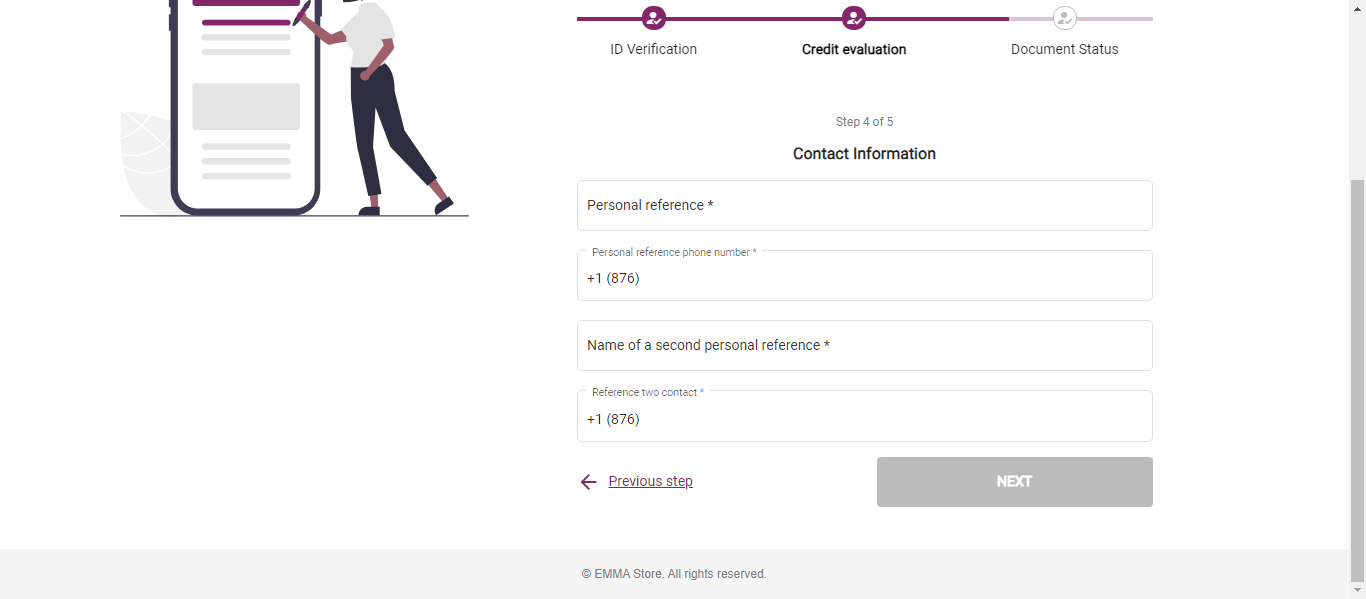 ID Verification
Credit evaluation
Document Status
Step 4 of 5
Contact Information
Personal reference *
Personal reference phone number *
+1 (876)
Name of a second personal reference *
Reference two contact *
+1 (876)
Previous step
NEXT
© EMMA Store. All rights reserved.